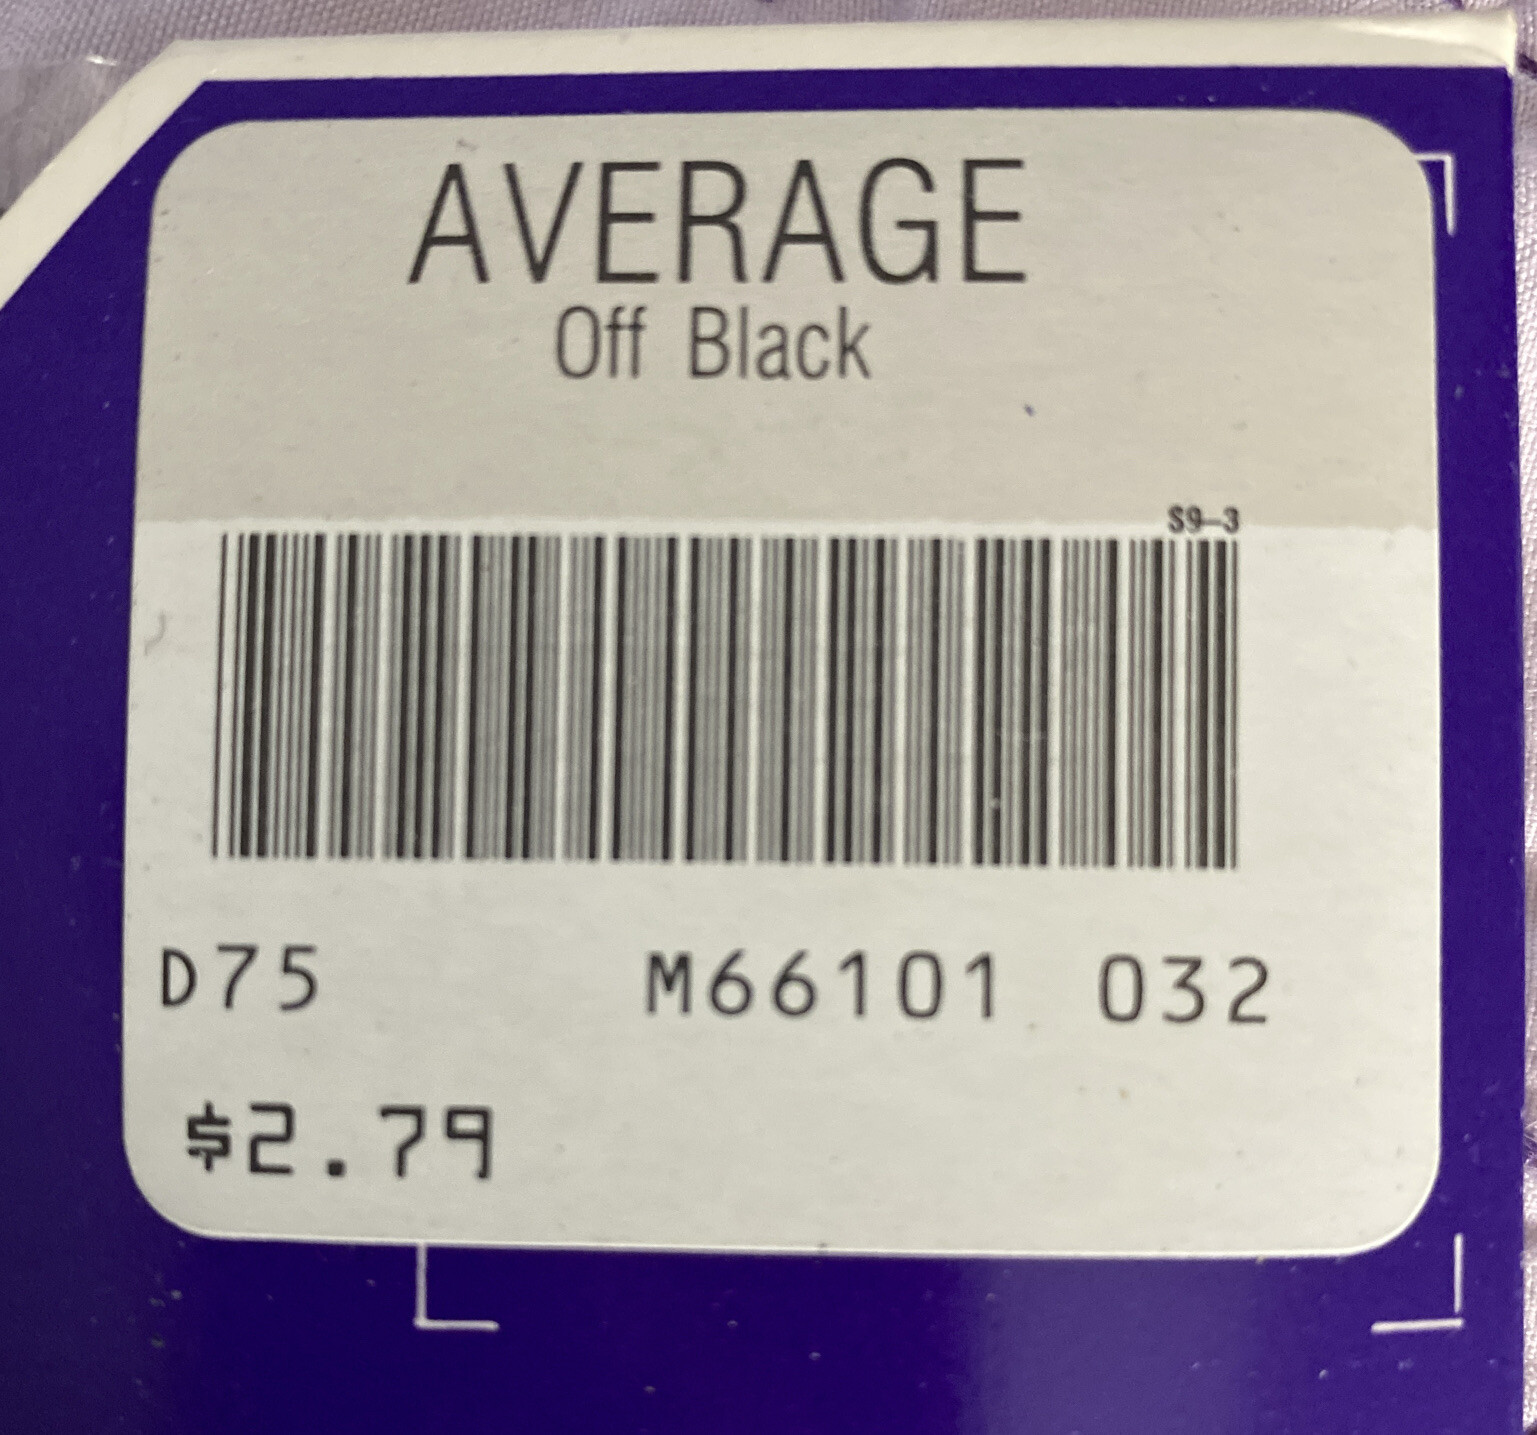 AVERAGE
Off Black
S9-3
D75 M66101 032
$2.79